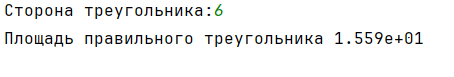 Сторона треугольника:6
Площадь правильного треугольника 1.559e+01